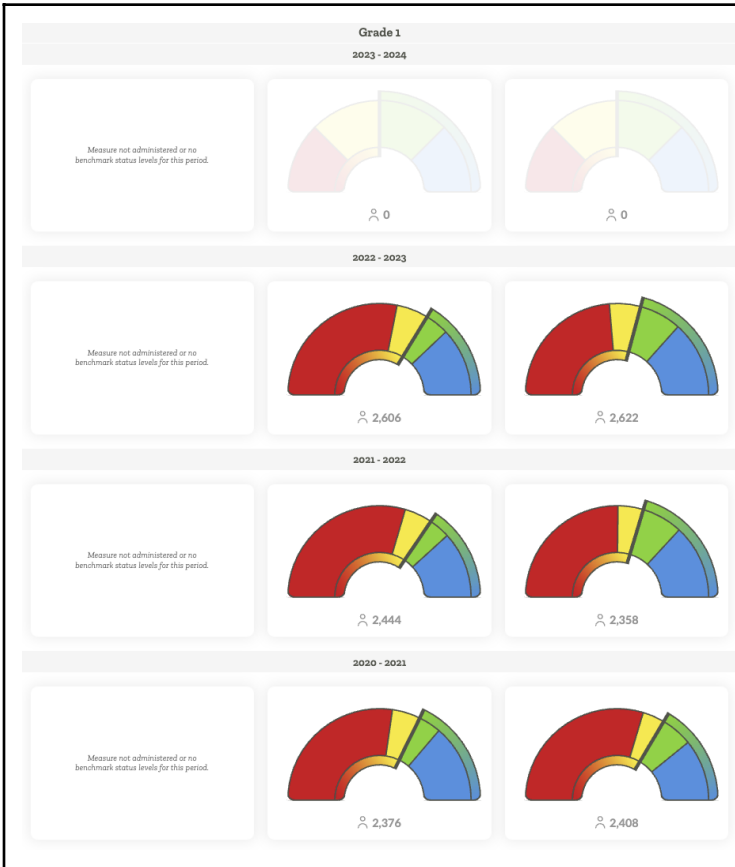 Grade 1
2023 - 2024
Measure not administered or no
benchmark status levels for this period.
0
0
2022 - 2023
Measure not administered or no
benchmark status levels for this period.
2,606
2,622
2021 - 2022
Measure not administered or no
benchmark status levels for this period.
2,444
2,358
2020 - 2021
Measure not administered or no
benchmark status levels for this period.
2,376
2,408